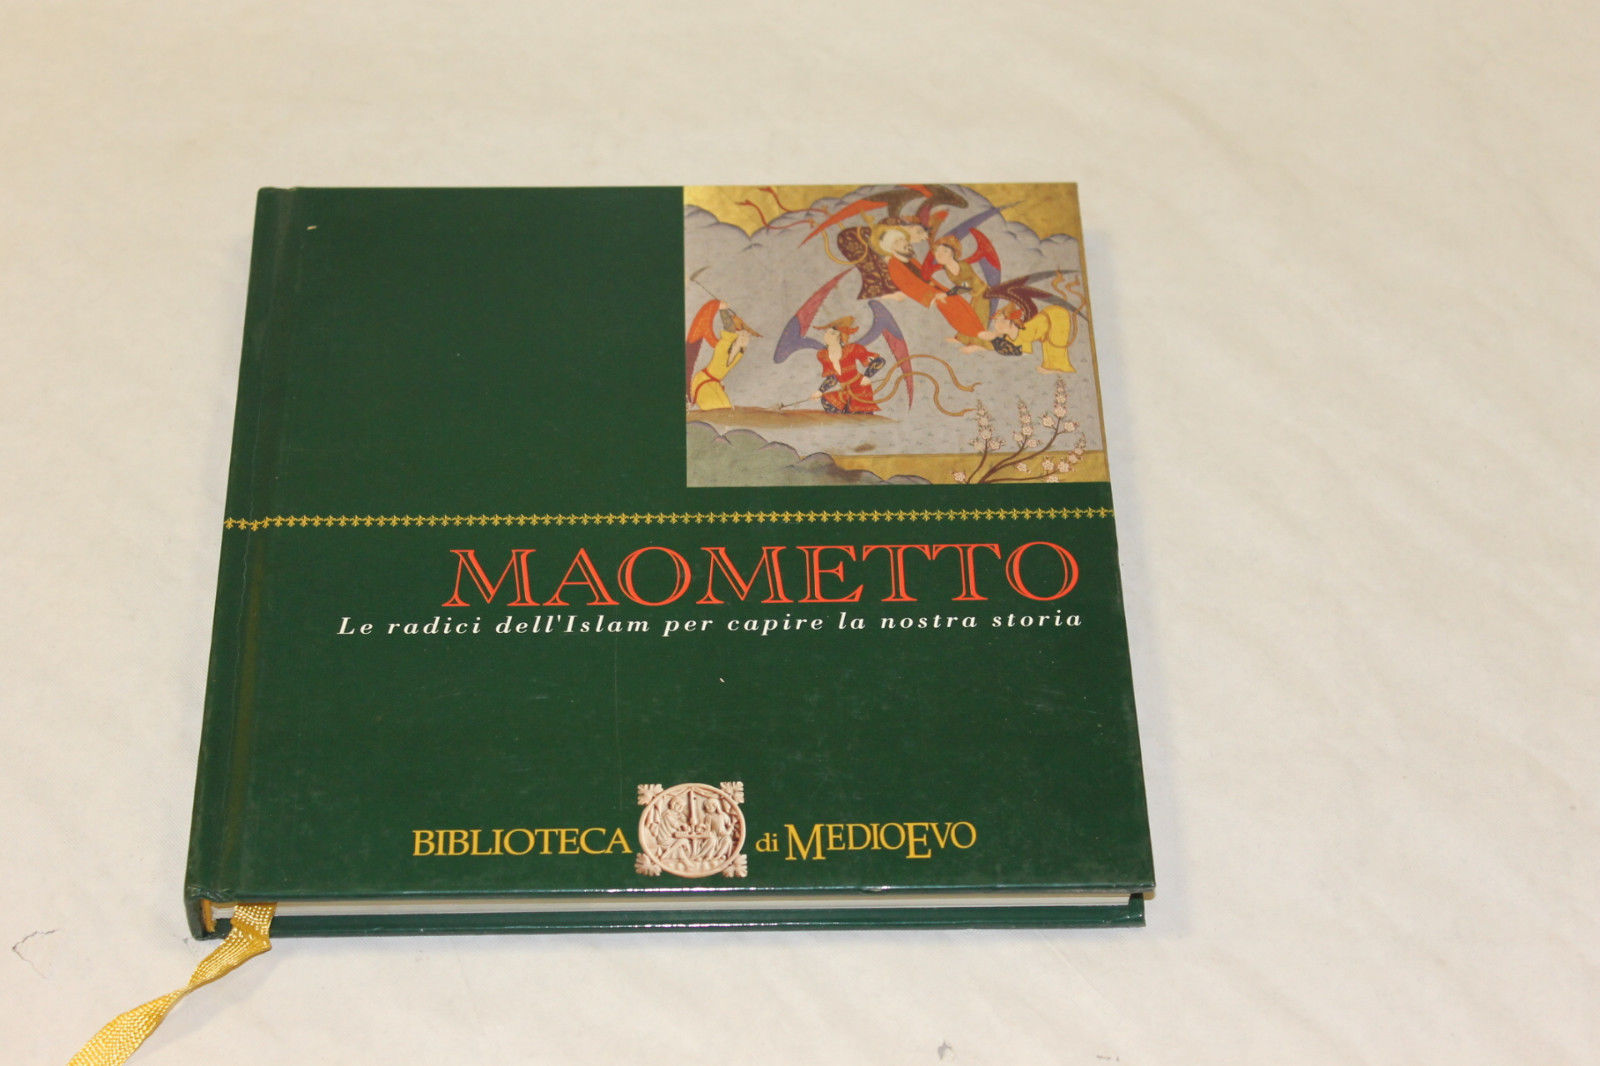 MAOMETTO
Le radici dell'Islam per capire la nostra storia
BIBLIOTECA di MEDIOEVO